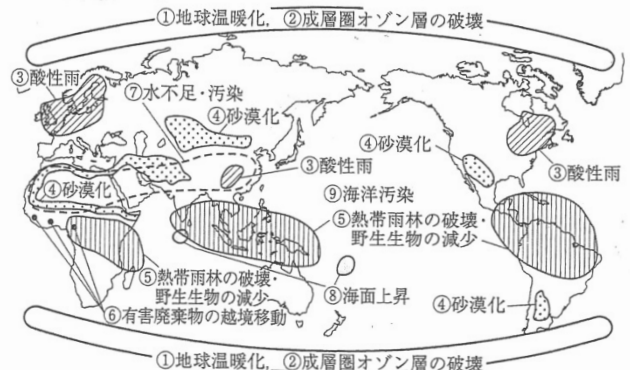 ①地球温暖化,②成層圏オゾン層の破壊
③酸性雨
⑦水不足・汚染
④砂漠化
④砂漠化
③酸性雨
③酸性雨
④砂漠化
⑨海洋汚染
⑤熱帯雨林の破壊・
野生生物の減少
⑤熱帯雨林の破壊・
野生生物の減少
⑧海面上昇
⑥有害廃棄物の越境移動
④砂漠化
①地球温暖化,②成層圏オゾン層の破壊